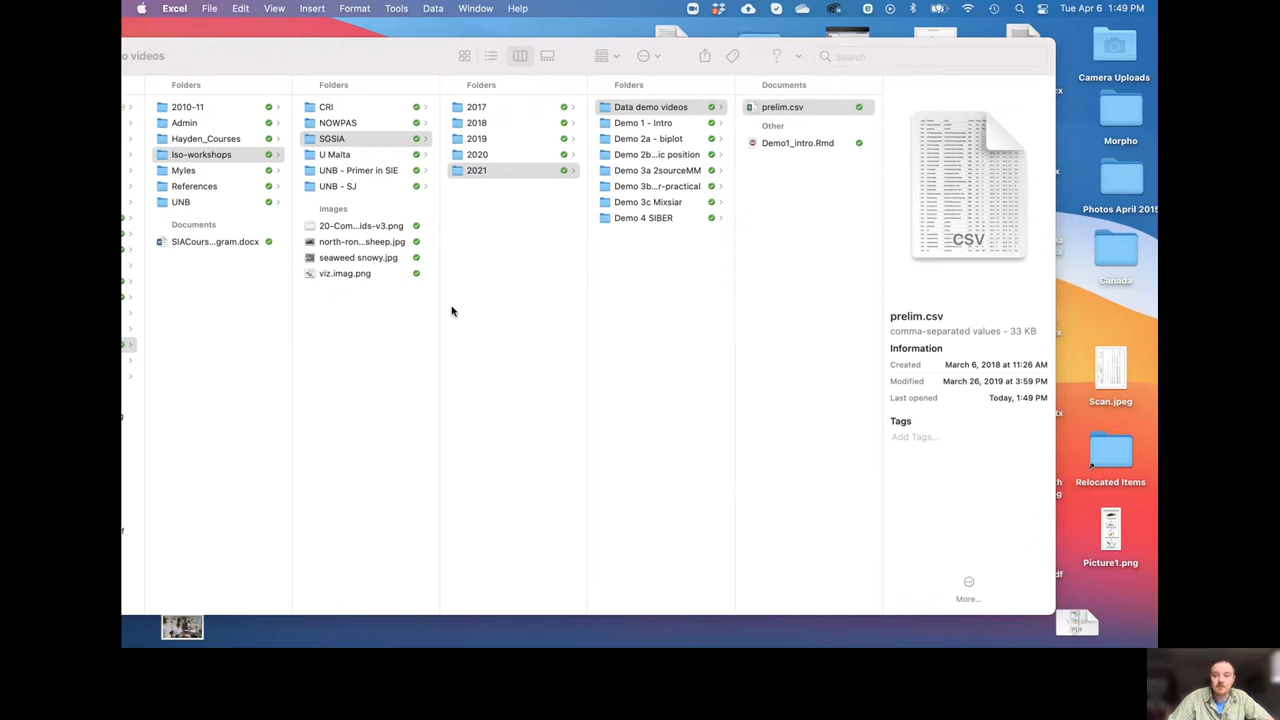 Excel File Edit View Insert Format Tools Data Window Help
Tue Apr 6 1:49 PM
o videos
Search
Folders
2010-11
Admin
Hayden_Courses
Iso-workshops
Myles
References
UNB
Documents
SIACours...gram
Folders
CRI
NOWPAS
SGSIA
U Malta
UNB - Primer in SIE
UNB - SJ
Images
20-Com...ids-v3.png
north-ron...sheep.jpg
seaweed snowy.jpg
viz.imag.png
Folders
2017
2018
2019
2020
2021
Folders
Data demo videos
Demo 1 - Intro
Demo 2a - biplot
Demo 2b...ic position
Demo 3a 2sourceMM
Demo 3b...r-practical
Demo 3c Mixsiar
Demo 4 SIBER
Documents
prelim.csv
Other
Demo1_intro.Rmd
CSV
prelim.csv
comma-separated values - 33 KB
Information
Created March 6, 2018 at 11:26 AM
Modified March 26, 2019 at 3:59 PM
Last opened Today, 1:49 PM
Tags
Add Tags...
More...
Camera Uploads
Morpho
Photos April 2015
Canada
Scan.jpeg
Relocated Items
Picture1.png
PDF